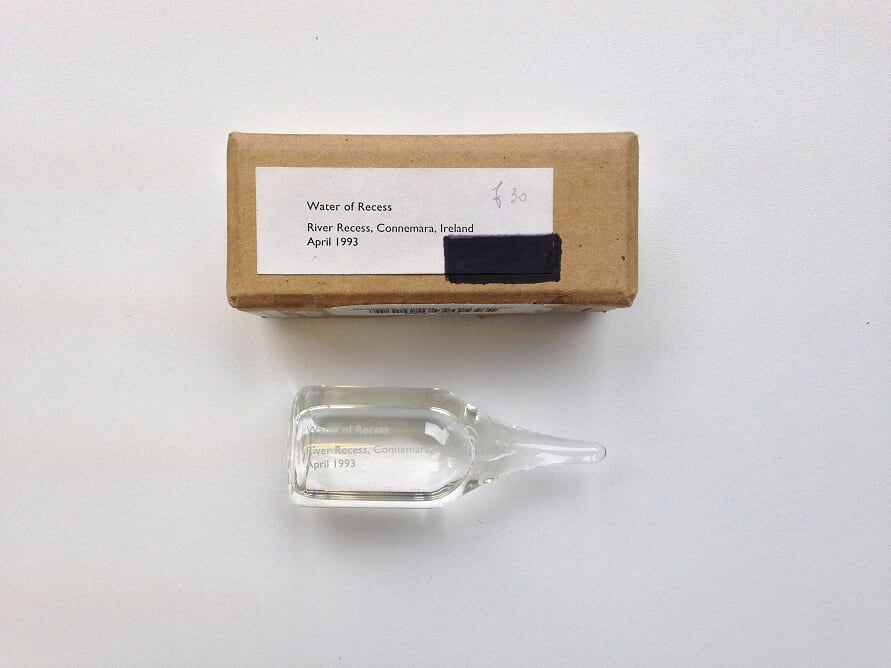 Water of Recess
£30
River Recess, Connemara, Ireland
April 1993
Water of Recess
River Recess, Connemara,
April 1993